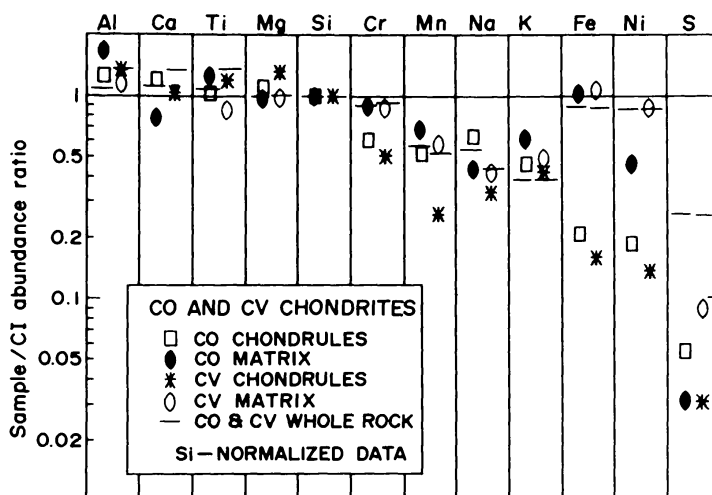 Al Ca Ti Mg Si Cr Mn Na K Fe Ni S
Sample/CI abundance ratio
1
0.5
0.2
0.1
0.05
0.02
CO AND CV CHONDRITES
CO CHONDRULES
CO MATRIX
CV CHONDRULES
CV MATRIX
CO & CV WHOLE ROCK
Si—NORMALIZED DATA